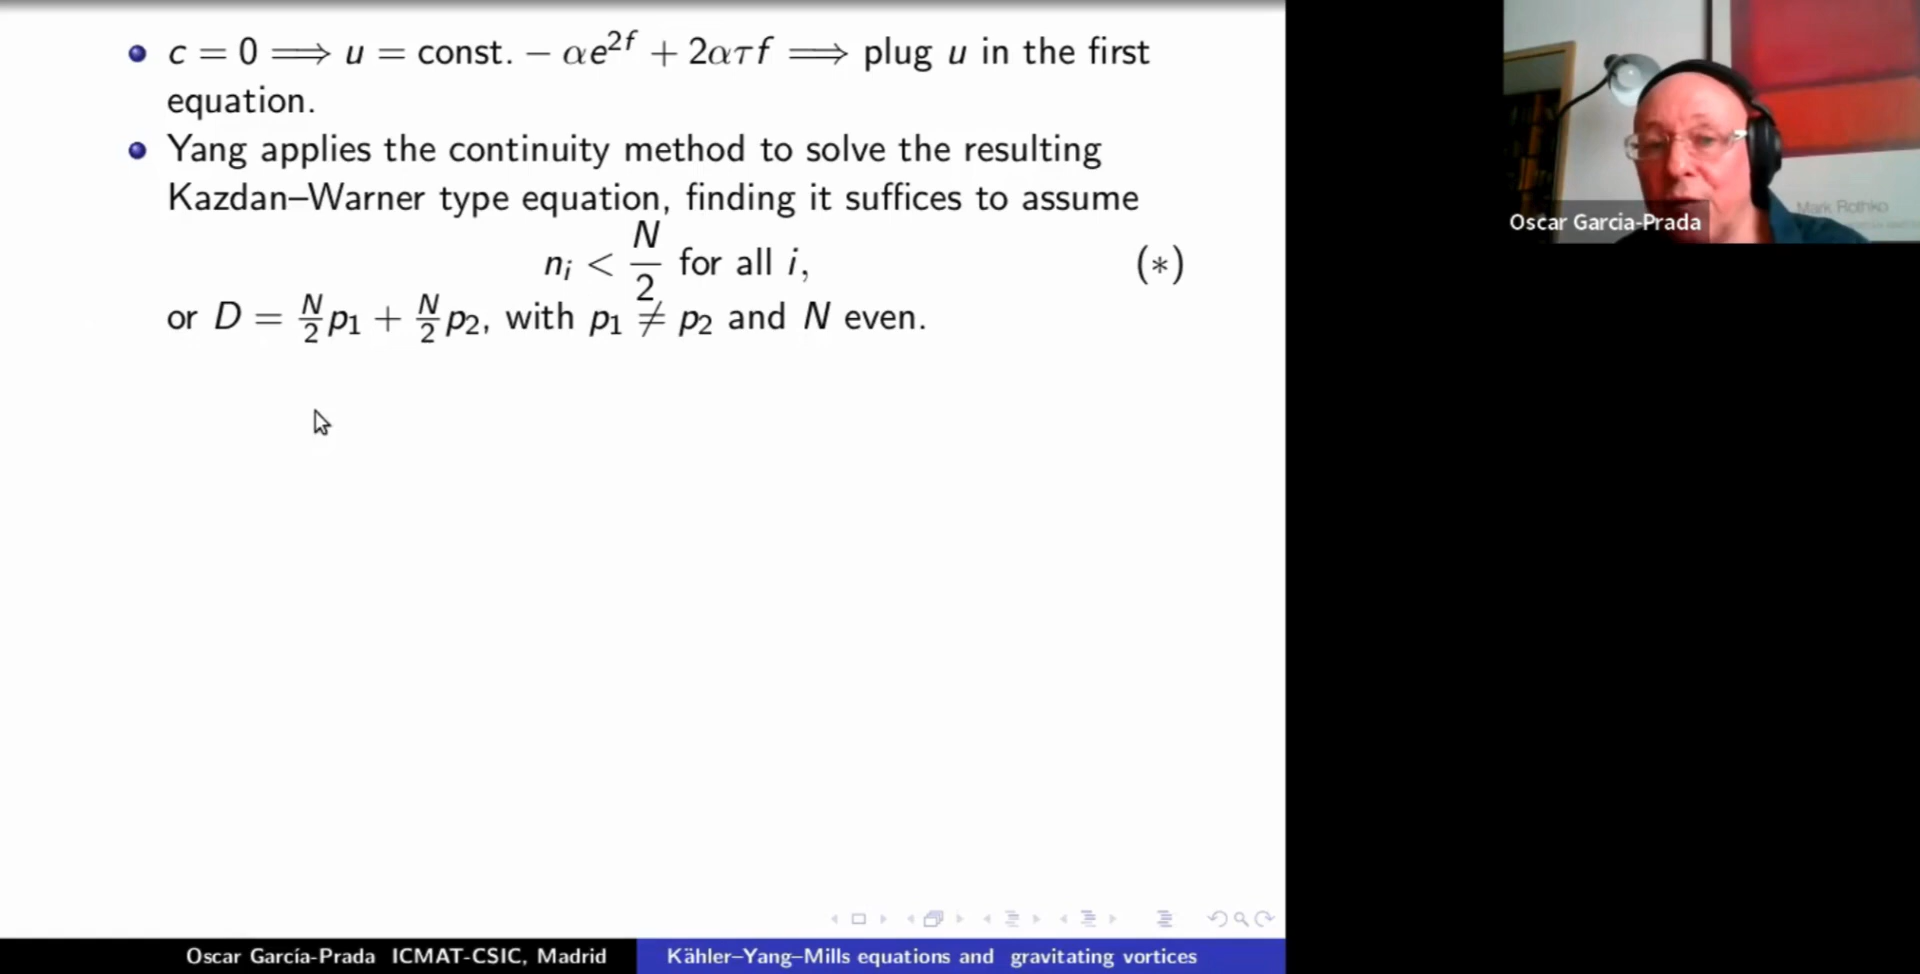 c = 0 ⟹ u = const. − αe^{2f} + 2ατf ⟹ plug u in the first
equation.
Yang applies the continuity method to solve the resulting
Kazdan–Warner type equation, finding it suffices to assume
n_i < N/2 for all i, (∗)
or D = N/2 p_1 + N/2 p_2, with p_1 ≠ p_2 and N even.
Oscar García-Prada ICMAT-CSIC, Madrid
Kähler–Yang–Mills equations and gravitating vortices
Mark Rothko
Oscar Garcia-Prada